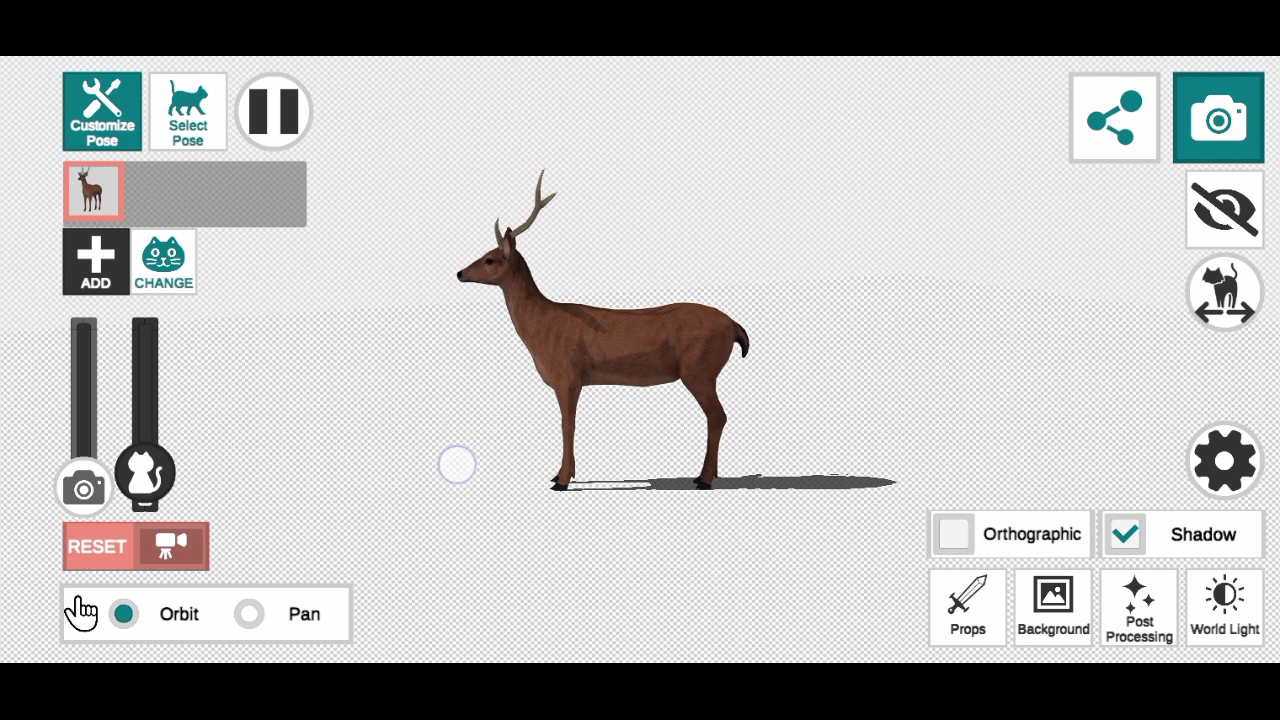 Customize
Pose
Select
Pose
ADD
CHANGE
RESET
Orbit
Pan
Orthographic
Shadow
Props
Background
Post
Processing
World Light